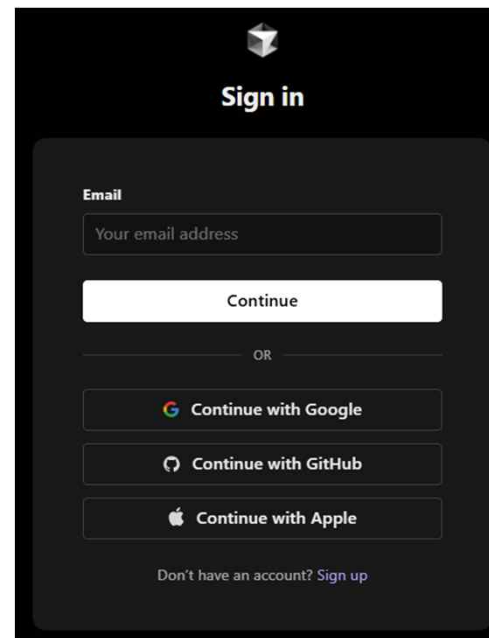 Sign in
Email
Your email address
Continue
OR
Continue with Google
Continue with GitHub
Continue with Apple
Don't have an account? Sign up